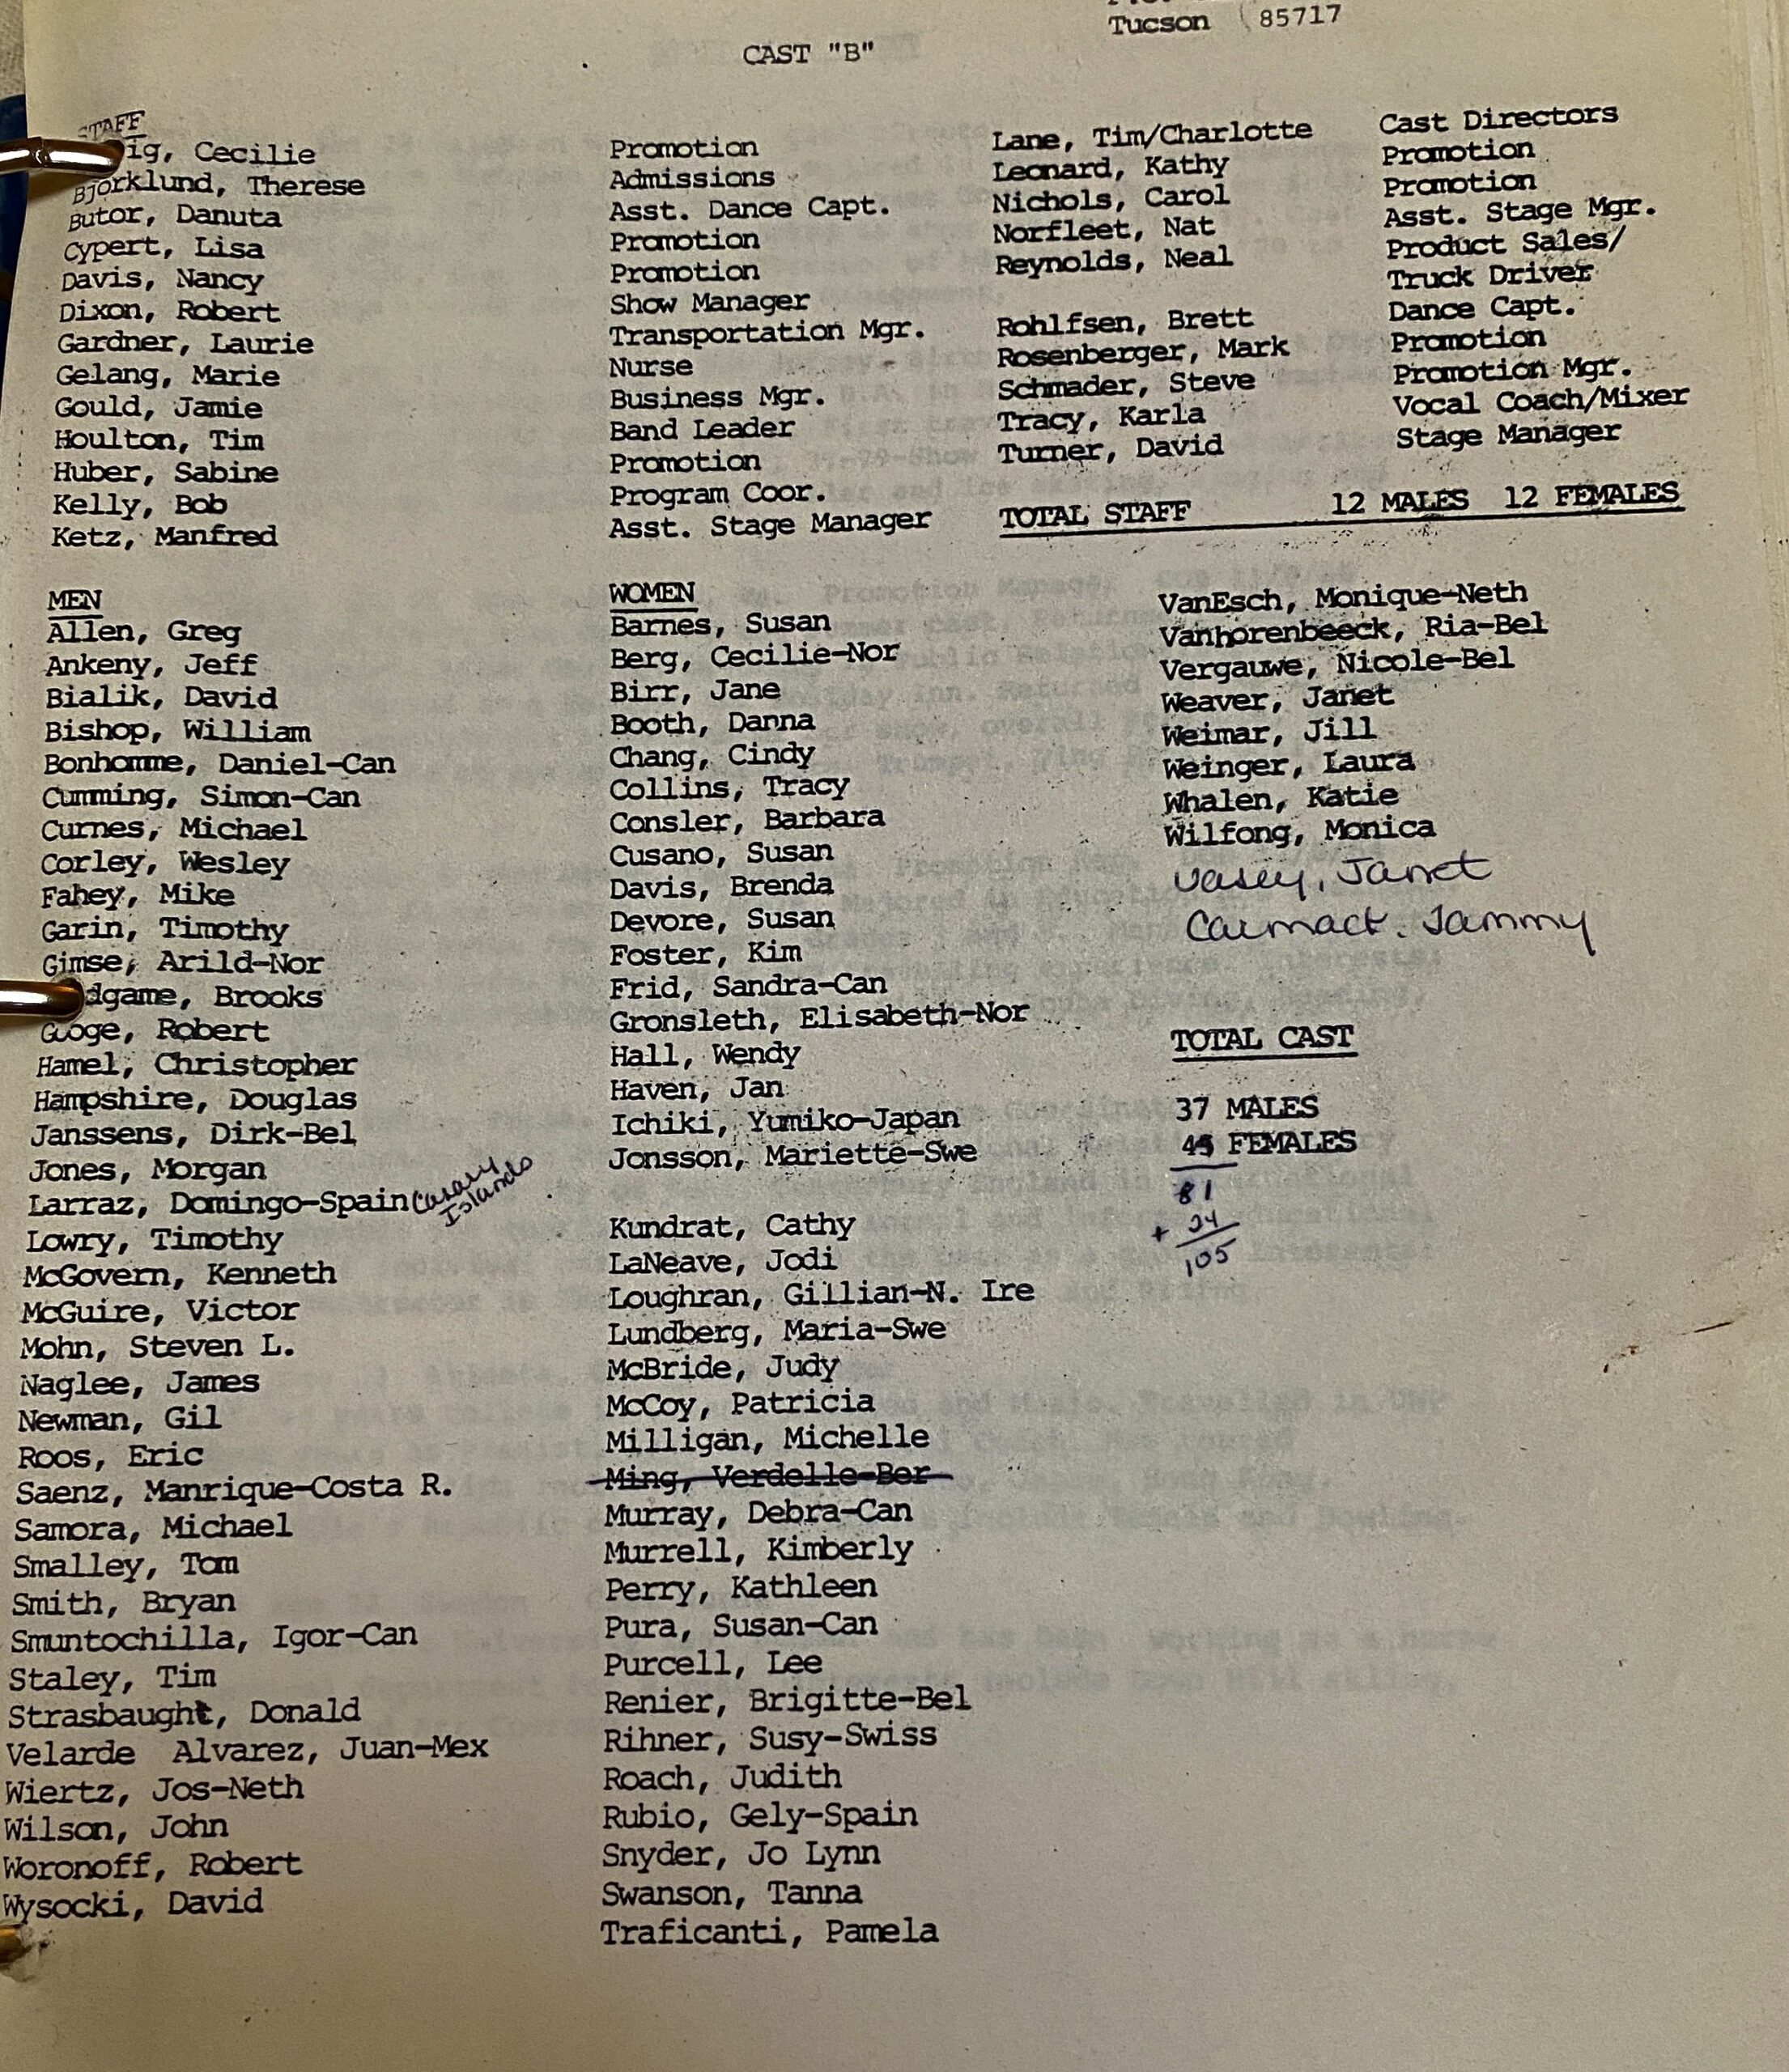 Tucson 85717
CAST "B"
STAFF
Cecilie Promotion
Bjorklund, Therese Admissions
Butor, Danuta Asst. Dance Capt.
Cypert, Lisa Promotion
Davis, Nancy Promotion
Dixon, Robert Show Manager
Gardner, Laurie Transportation Mgr.
Gelang, Marie Nurse
Gould, Jamie Business Mgr.
Houlton, Tim Band Leader
Huber, Sabine Promotion
Kelly, Bob Program Coor.
Ketz, Manfred Asst. Stage Manager
Lane, Tim/Charlotte Cast Directors
Leonard, Kathy Promotion
Nichols, Carol Promotion
Norfleet, Nat Asst. Stage Mgr.
Reynolds, Neal Product Sales/
Truck Driver
Rohlfsen, Brett Dance Capt.
Rosenberger, Mark Promotion
Schmader, Steve Promotion Mgr.
Tracy, Karla Vocal Coach/Mixer
Turner, David Stage Manager
TOTAL STAFF 12 MALES 12 FEMALES
MEN
Allen, Greg
Ankeny, Jeff
Bialik, David
Bishop, William
Bonhomme, Daniel-Can
Cumming, Simon-Can
Curnes, Michael
Corley, Wesley
Fahey, Mike
Garin, Timothy
Gimse, Arild-Nor
Brooks
Googe, Robert
Hamel, Christopher
Hampshire, Douglas
Janssens, Dirk-Bel
Jones, Morgan
Larraz, Domingo-Spain Canary
Islands
Lowry, Timothy
McGovern, Kenneth
McGuire, Victor
Mohn, Steven L.
Naglee, James
Newman, Gil
Roos, Eric
Saenz, Manrique-Costa R.
Samora, Michael
Smalley, Tom
Smith, Bryan
Smuntochilla, Igor-Can
Staley, Tim
Strasbaught, Donald
Velarde Alvarez, Juan-Mex
Wiertz, Jos-Neth
Wilson, John
Woronoff, Robert
Wysocki, David
WOMEN
Barnes, Susan
Berg, Cecilie-Nor
Birr, Jane
Booth, Danna
Chang, Cindy
Collins, Tracy
Consler, Barbara
Cusano, Susan
Davis, Brenda
Devore, Susan
Foster, Kim
Frid, Sandra-Can
Gronsleth, Elisabeth-Nor
Hall, Wendy
Haven, Jan
Ichiki, Yumiko-Japan
Jonsson, Mariette-Swe
Kundrat, Cathy
LaNeave, Jodi
Loughran, Gillian-N. Ire
Lundberg, Maria-Swe
McBride, Judy
McCoy, Patricia
Milligan, Michelle
Ming, Verdelle-Ber
Murray, Debra-Can
Murrell, Kimberly
Perry, Kathleen
Pura, Susan-Can
Purcell, Lee
Renier, Brigitte-Bel
Rihner, Susy-Swiss
Roach, Judith
Rubio, Gely-Spain
Snyder, Jo Lynn
Swanson, Tanna
Traficanti, Pamela
VanEsch, Monique-Neth
Vanhorenbeeck, Ria-Bel
Vergauwe, Nicole-Bel
Weaver, Janet
Weimar, Jill
Weinger, Laura
Whalen, Katie
Wilfong, Monica
Vasey, Janet
Carmack, Tammy
TOTAL CAST
37 MALES
FEMALES
81
+ 24
105